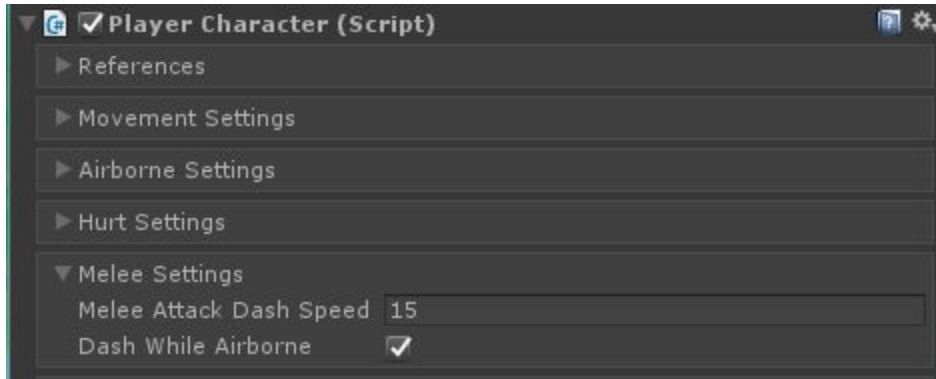 Player Character (Script)
References
Movement Settings
Airborne Settings
Hurt Settings
Melee Settings
Melee Attack Dash Speed 15
Dash While Airborne